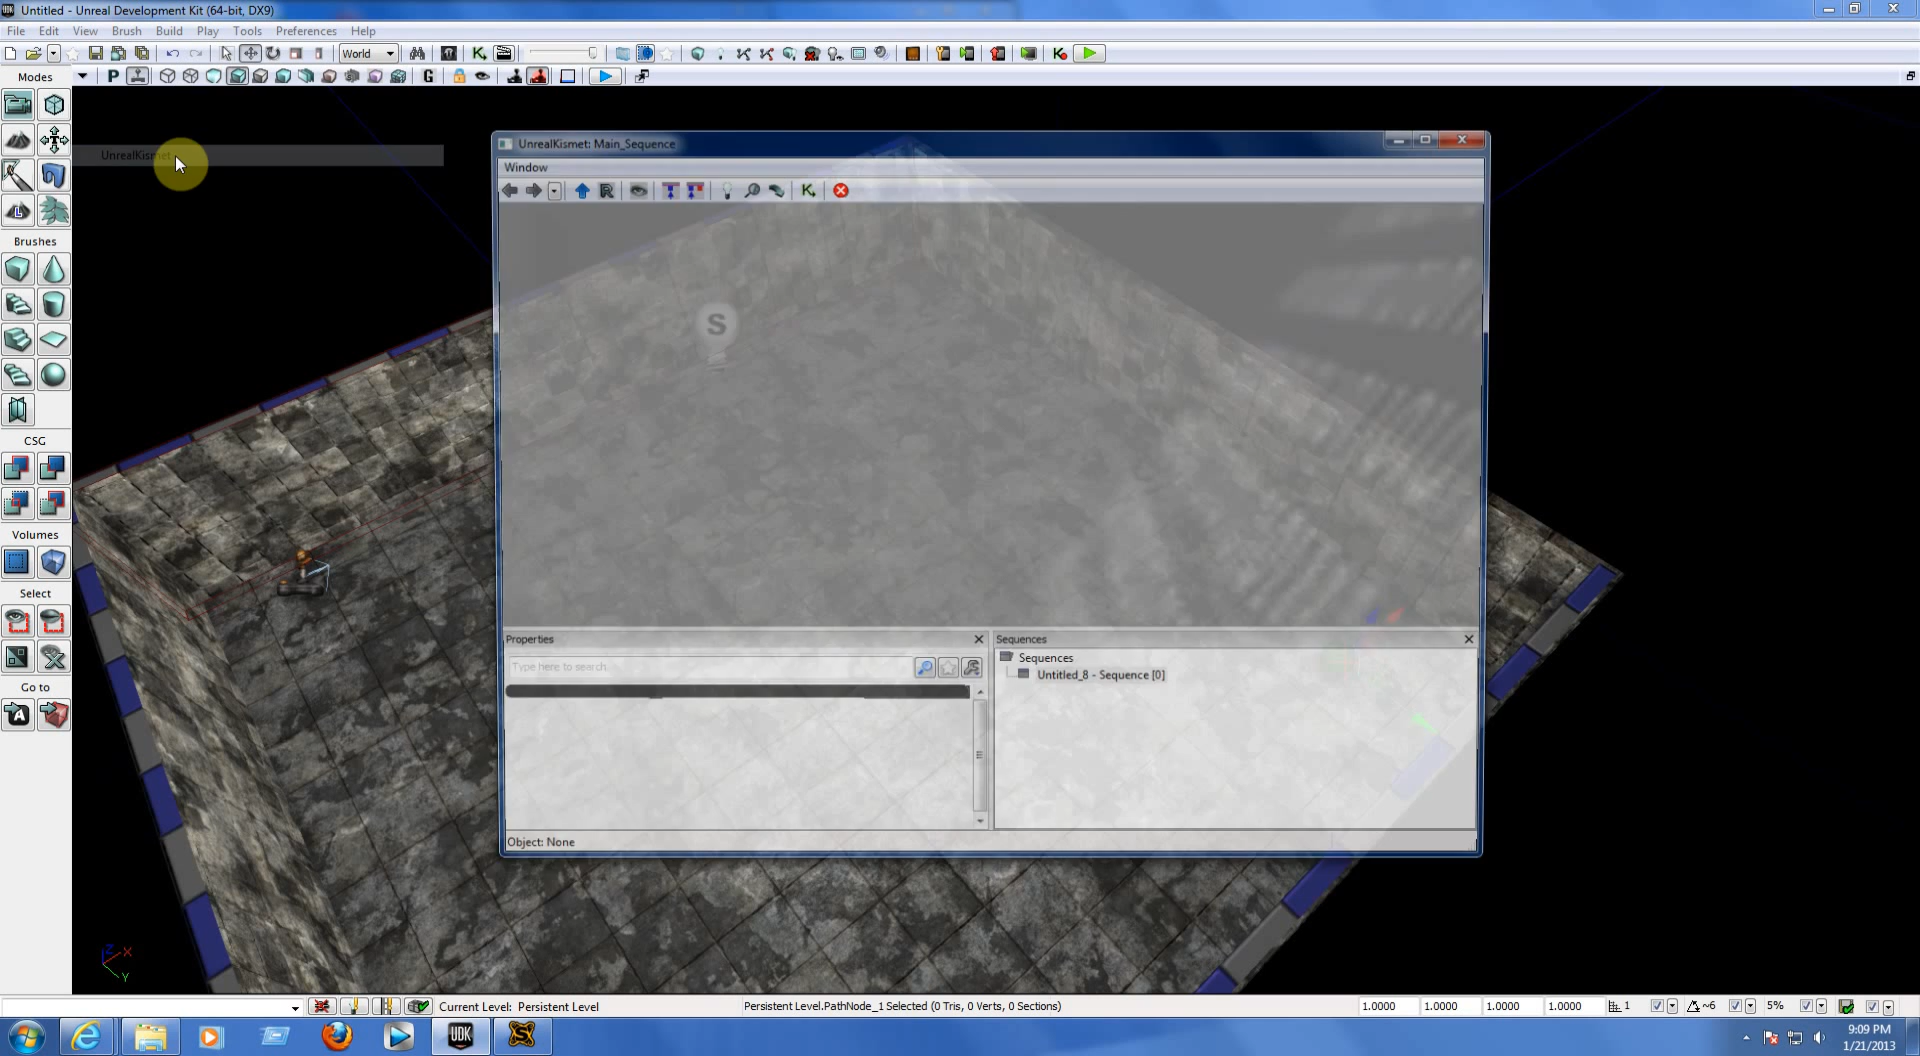 Untitled - Unreal Development Kit (64-bit, DX9)
File Edit View Brush Build Play Tools Preferences Help
World
Modes
P
G
UnrealKismet
UnrealKismet: Main_Sequence
Window
R
S
Brushes
CSG
Volumes
Select
Go to
A
L
Properties
Type here to search
Sequences
Sequences
Untitled_8 - Sequence [0]
Object: None
Z
X
Y
Current Level: Persistent Level
Persistent Level.PathNode_1 Selected (0 Tris, 0 Verts, 0 Sections)
1.0000 1.0000 1.0000 1.0000
1
~6
5%
UDK
9:09 PM
1/21/2013